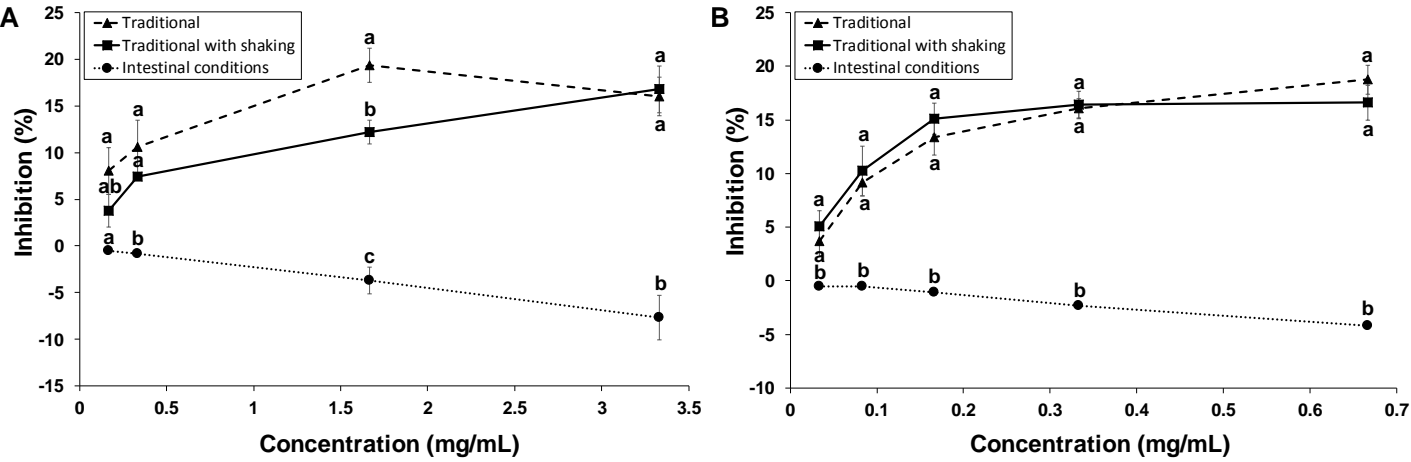 A
Traditional
Traditional with shaking
Intestinal conditions
25
20
15
10
5
0
-5
-10
-15
Inhibition (%)
a
a
a
a
ab
a
b
a
a
b
c
b
0
0.5
1
1.5
2
2.5
3
3.5
Concentration (mg/mL)
B
Traditional
Traditional with shaking
Intestinal conditions
25
20
15
10
5
0
-5
-10
Inhibition (%)
a
a
a
a
a
a
a
a
a
a
b
b
b
b
b
0
0.1
0.2
0.3
0.4
0.5
0.6
0.7
Concentration (mg/mL)